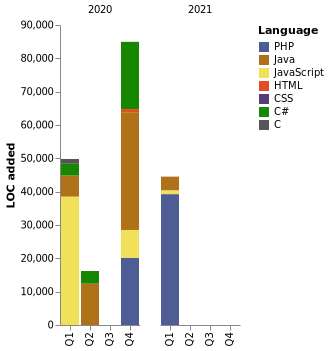 2020 2021
Language
PHP
Java
JavaScript
HTML
CSS
C#
C
LOC added
90,000
80,000
70,000
60,000
50,000
40,000
30,000
20,000
10,000
0
Q1 Q2 Q3 Q4 Q1 Q2 Q3 Q4